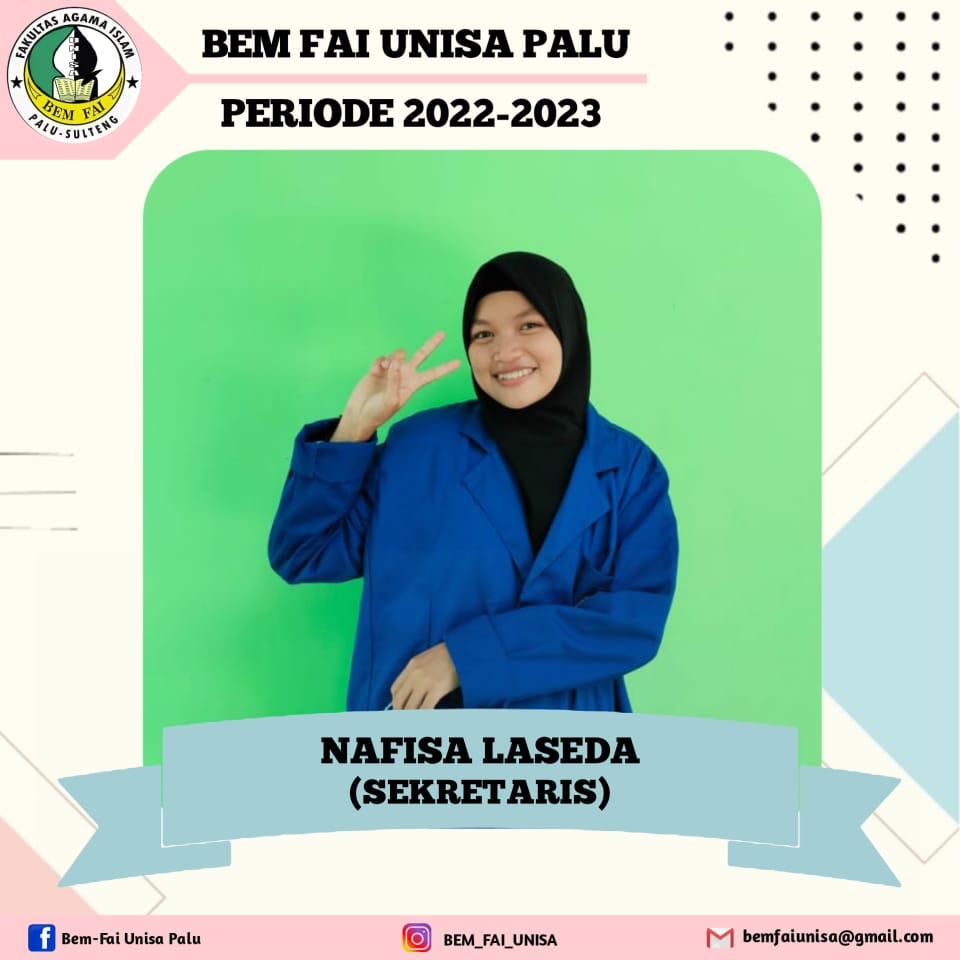 FAKULTAS AGAMA ISLAM
BEM FAI
PALU-SULTENG
BEM FAI UNISA PALU
PERIODE 2022-2023
NAFISA LASEDA
(SEKRETARIS)
Bem-Fai Unisa Palu
BEM_FAI_UNISA
bemfaiunisa@gmail.com